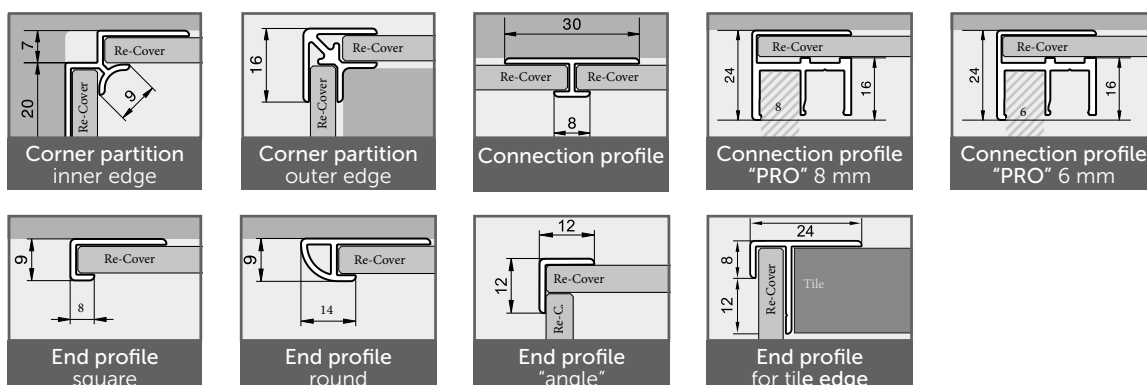 7
20
9
Re-Cover
Re-Cover
Corner partition
inner edge
16
Re-Cover
Re-Cover
Corner partition
outer edge
30
Re-Cover
Re-Cover
8
Connection profile
24
Re-Cover
8
16
Connection profile
“PRO” 8 mm
24
Re-Cover
6
16
Connection profile
“PRO” 6 mm
9
Re-Cover
8
End profile
square
9
Re-Cover
14
End profile
round
12
12
Re-Cover
Re-C.
End profile
"angle"
24
8
12
Re-Cover
Tile
End profile
for tile edge